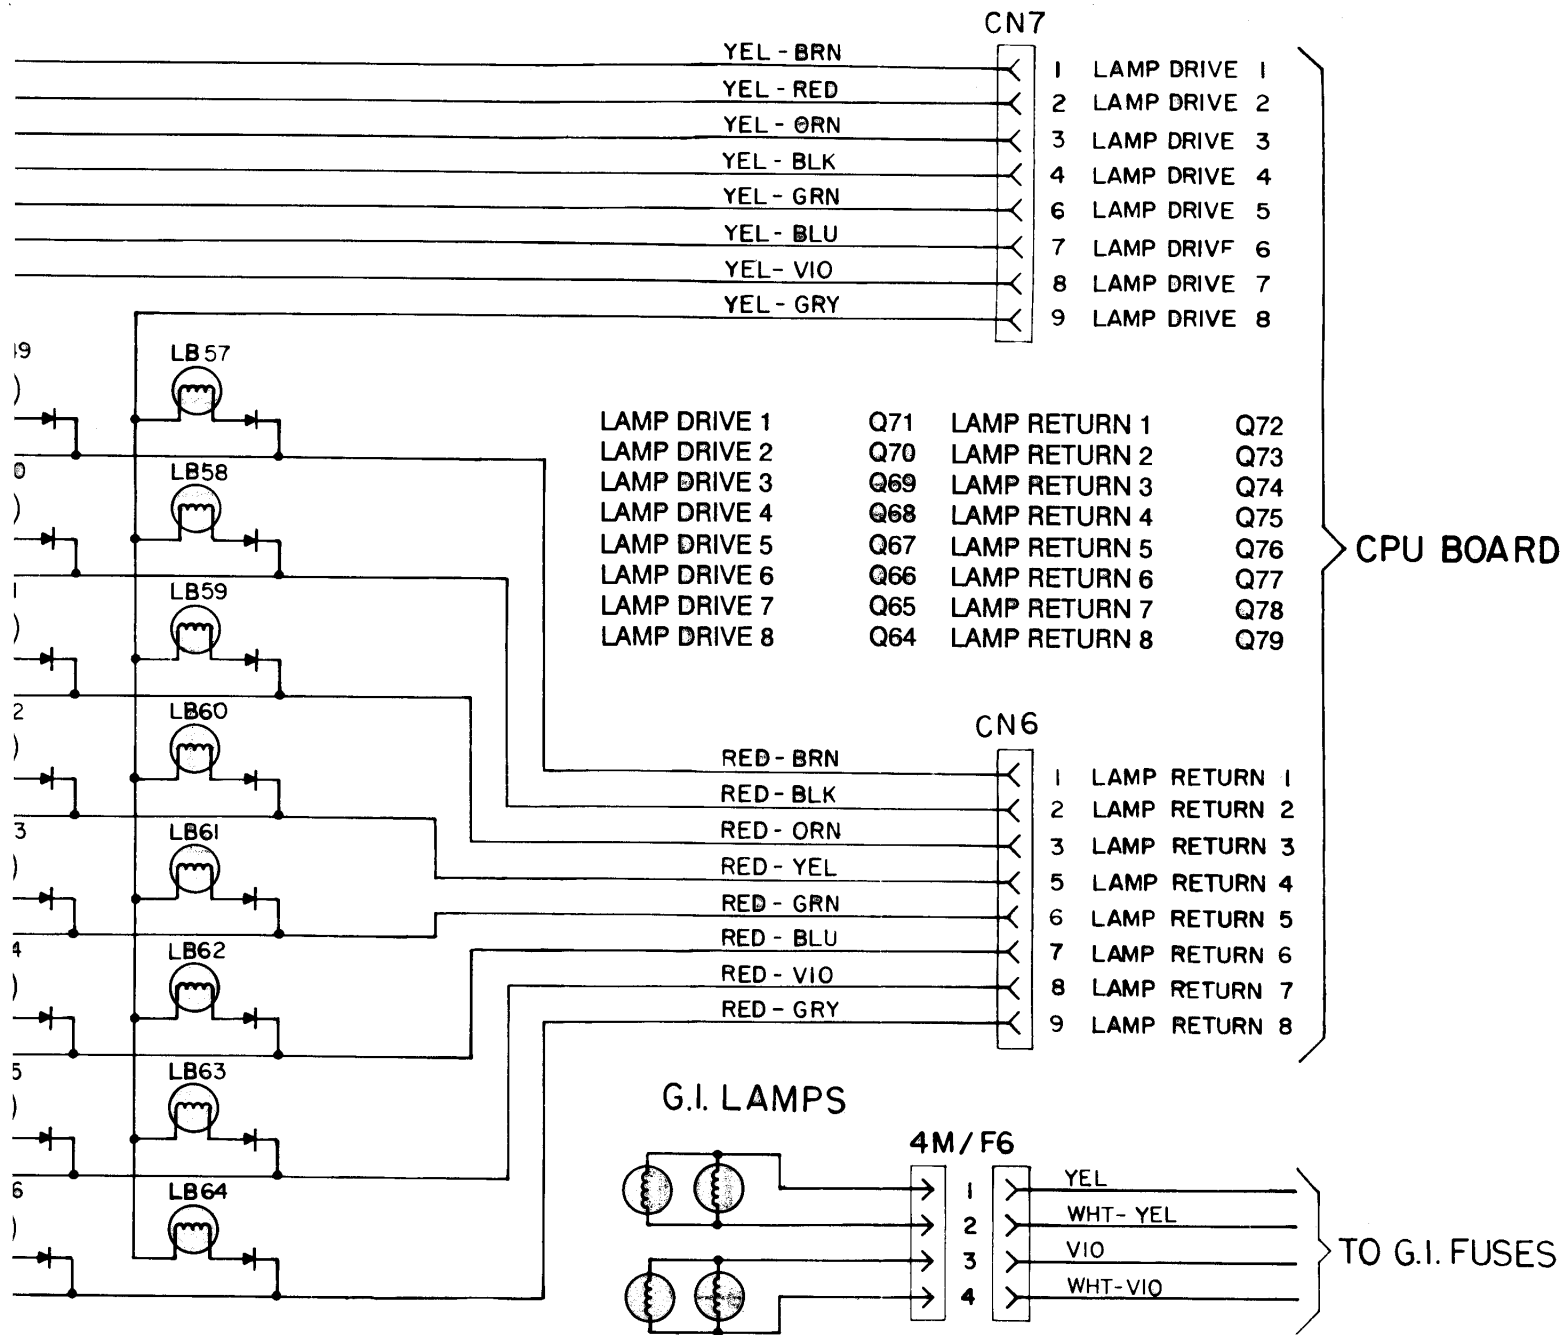 CN7
YEL-BRN 1 LAMP DRIVE 1
YEL-RED 2 LAMP DRIVE 2
YEL-ORN 3 LAMP DRIVE 3
YEL-BLK 4 LAMP DRIVE 4
YEL-GRN 6 LAMP DRIVE 5
YEL-BLU 7 LAMP DRIVE 6
YEL-VIO 8 LAMP DRIVE 7
YEL-GRY 9 LAMP DRIVE 8
LB57
LB58
LB59
LB60
LB61
LB62
LB63
LB64
LAMP DRIVE 1 Q71 LAMP RETURN 1 Q72
LAMP DRIVE 2 Q70 LAMP RETURN 2 Q73
LAMP DRIVE 3 Q69 LAMP RETURN 3 Q74
LAMP DRIVE 4 Q68 LAMP RETURN 4 Q75
LAMP DRIVE 5 Q67 LAMP RETURN 5 Q76
LAMP DRIVE 6 Q66 LAMP RETURN 6 Q77
LAMP DRIVE 7 Q65 LAMP RETURN 7 Q78
LAMP DRIVE 8 Q64 LAMP RETURN 8 Q79
CPU BOARD
CN6
RED-BRN 1 LAMP RETURN 1
RED-BLK 2 LAMP RETURN 2
RED-ORN 3 LAMP RETURN 3
RED-YEL 5 LAMP RETURN 4
RED-GRN 6 LAMP RETURN 5
RED-BLU 7 LAMP RETURN 6
RED-VIO 8 LAMP RETURN 7
RED-GRY 9 LAMP RETURN 8
G.I. LAMPS
4M/F6
1 YEL
2 WHT-YEL
3 VIO
4 WHT-VIO
TO G.I. FUSES